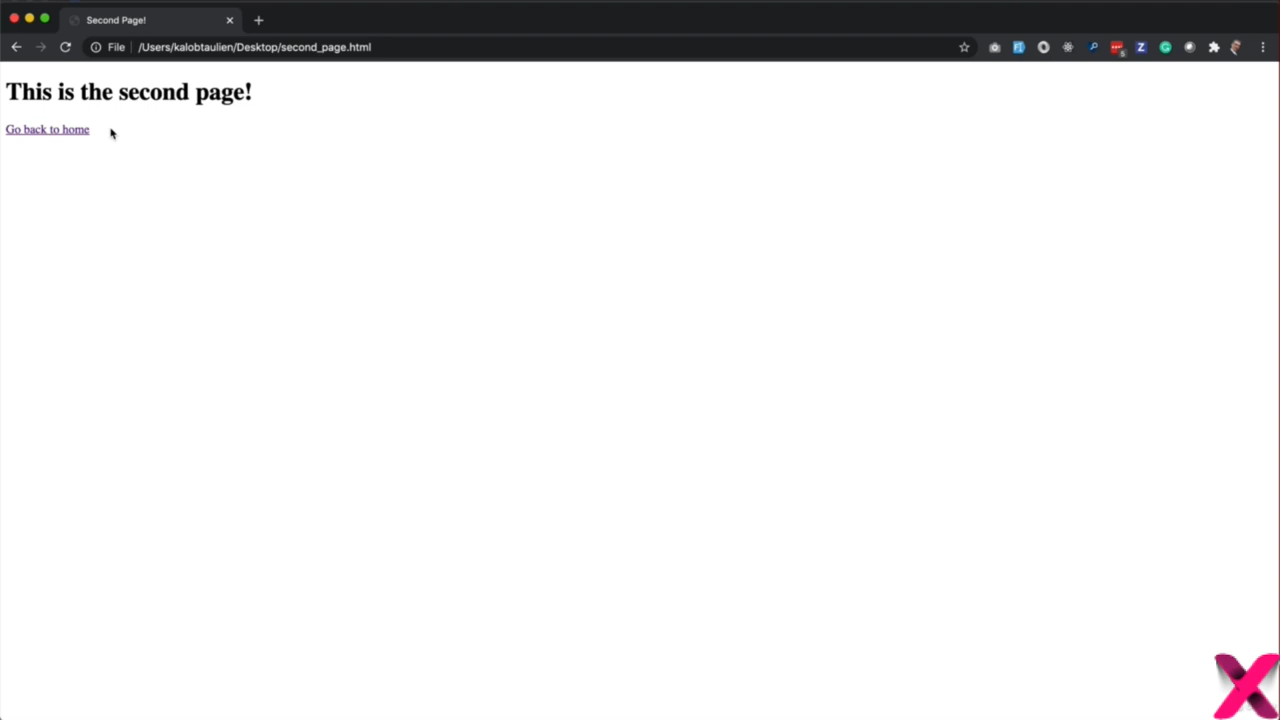 Second Page!
File /Users/kalobtaulien/Desktop/second_page.html
This is the second page!
Go back to home